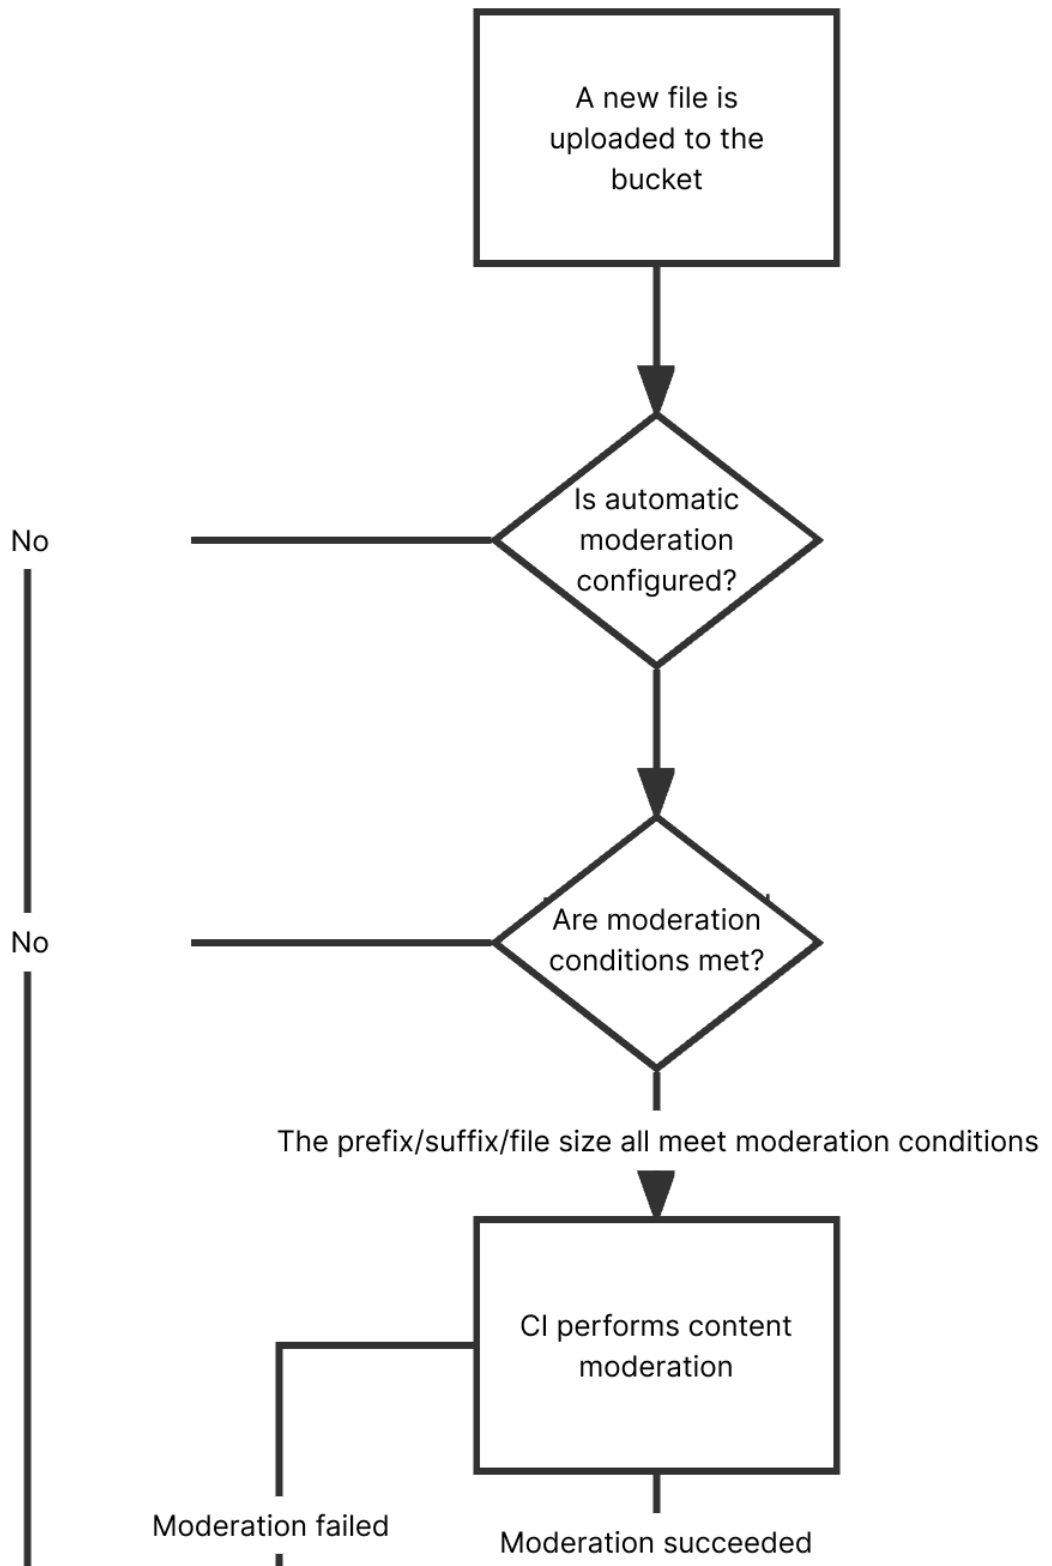 A new file is
uploaded to the
bucket
Is automatic
moderation
configured?
No
Are moderation
conditions met?
No
The prefix/suffix/file size all meet moderation conditions
CI performs content
moderation
Moderation failed
Moderation succeeded